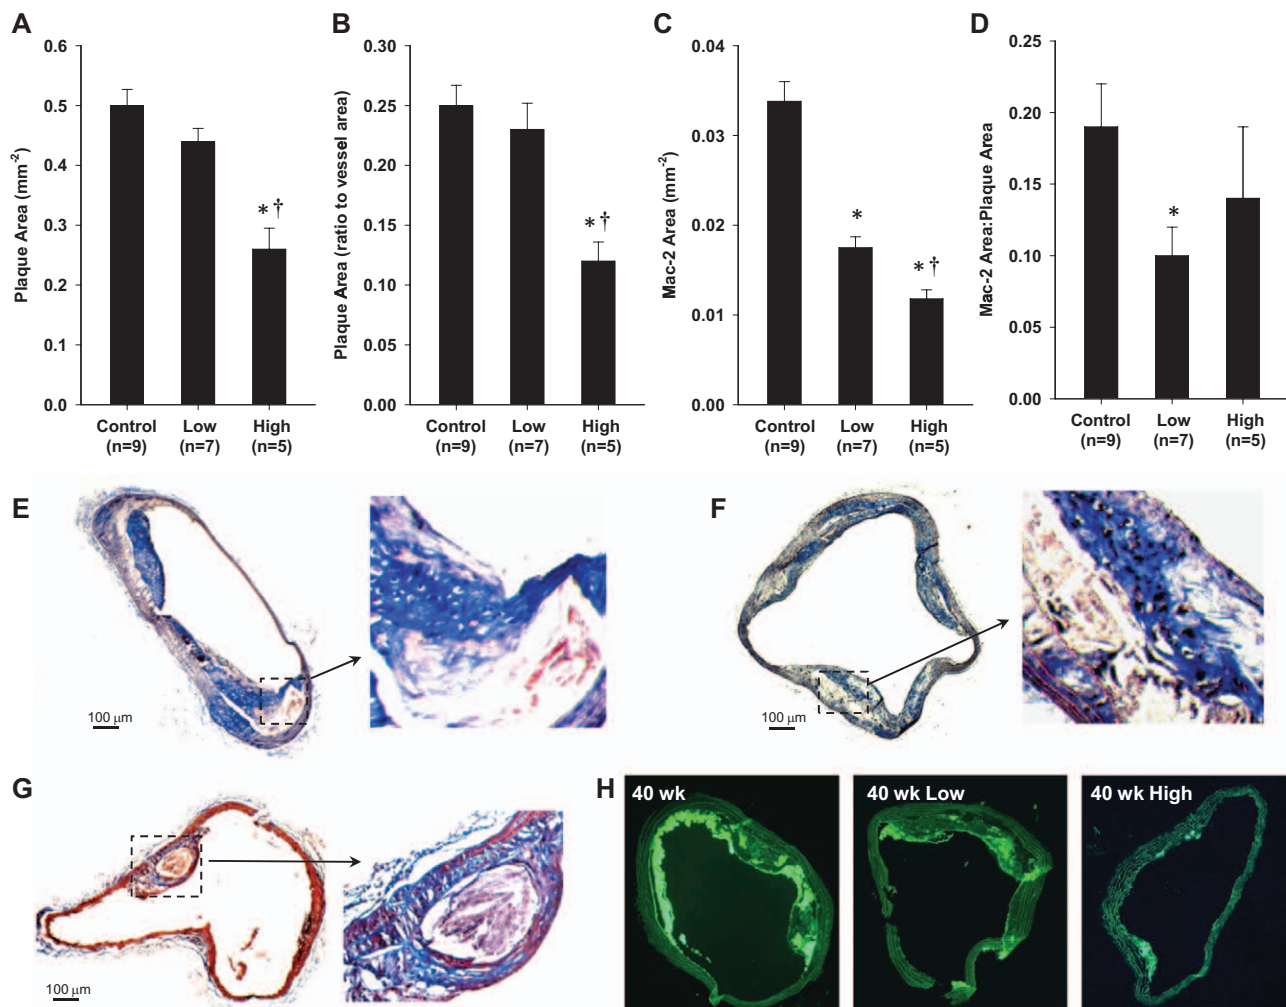 A
Plaque Area (mm⁻²)
0.6
0.5
0.4
0.3
0.2
0.1
0.0
*†
Control
(n=9)
Low
(n=7)
High
(n=5)
B
Plaque Area (ratio to vessel area)
0.30
0.25
0.20
0.15
0.10
0.05
0.00
*†
Control
(n=9)
Low
(n=7)
High
(n=5)
C
Mac-2 Area (mm⁻²)
0.04
0.03
0.02
0.01
0.00
*
*†
Control
(n=9)
Low
(n=7)
High
(n=5)
D
Mac-2 Area:Plaque Area
0.25
0.20
0.15
0.10
0.05
0.00
*
Control
(n=9)
Low
(n=7)
High
(n=5)
E
100 μm
F
100 μm
G
100 μm
H
40 wk
40 wk Low
40 wk High